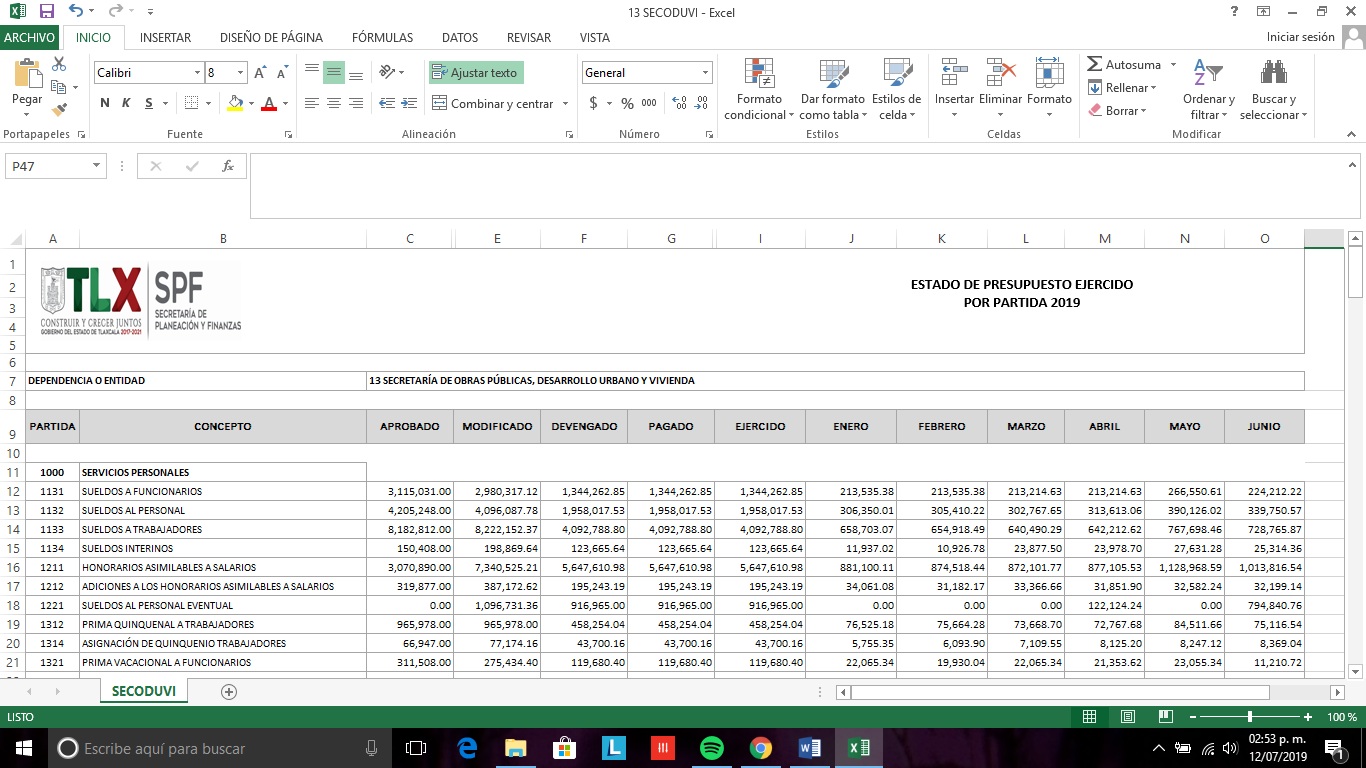 13 SECODUVI - Excel
ARCHIVO INICIO INSERTAR DISEÑO DE PÁGINA FÓRMULAS DATOS REVISAR VISTA Iniciar sesión
Pegar
Portapapeles
Calibri 8
N K S
Fuente
Ajustar texto
Combinar y centrar
Alineación
General
$ % 000
Número
Formato condicional
Dar formato como tabla
Estilos de celda
Estilos
Insertar Eliminar Formato
Celdas
Autosuma
Rellenar
Borrar
Ordenar y filtrar
Buscar y seleccionar
Modificar
P47 fx
A B C E F G I J K L M N O
1
2
3
4
5
TLX SPF
SECRETARÍA DE
PLANEACIÓN Y FINANZAS
CONSTRUIR Y CRECER JUNTOS
GOBIERNO DEL ESTADO DE TLAXCALA 2017-2021
ESTADO DE PRESUPUESTO EJERCIDO
POR PARTIDA 2019
6
7 DEPENDENCIA O ENTIDAD 13 SECRETARÍA DE OBRAS PÚBLICAS, DESARROLLO URBANO Y VIVIENDA
8
9 PARTIDA CONCEPTO APROBADO MODIFICADO DEVENGADO PAGADO EJERCIDO ENERO FEBRERO MARZO ABRIL MAYO JUNIO
10
11 1000 SERVICIOS PERSONALES
12 1131 SUELDOS A FUNCIONARIOS 3,115,031.00 2,980,317.12 1,344,262.85 1,344,262.85 1,344,262.85 213,535.38 213,535.38 213,214.63 213,214.63 266,550.61 224,212.22
13 1132 SUELDOS AL PERSONAL 4,205,248.00 4,096,087.78 1,958,017.53 1,958,017.53 1,958,017.53 306,350.01 305,410.22 302,767.65 313,613.06 390,126.02 339,750.57
14 1133 SUELDOS A TRABAJADORES 8,182,812.00 8,222,152.37 4,092,788.80 4,092,788.80 4,092,788.80 658,703.07 654,918.49 640,490.29 642,212.62 767,698.46 728,765.87
15 1134 SUELDOS INTERINOS 150,408.00 198,869.64 123,665.64 123,665.64 123,665.64 11,937.02 10,926.78 23,877.50 23,978.70 27,631.28 25,314.36
16 1211 HONORARIOS ASIMILABLES A SALARIOS 3,070,890.00 7,340,525.21 5,647,610.98 5,647,610.98 5,647,610.98 881,100.11 874,518.44 872,101.77 877,105.53 1,128,968.59 1,013,816.54
17 1212 ADICIONES A LOS HONORARIOS ASIMILABLES A SALARIOS 319,877.00 387,172.62 195,243.19 195,243.19 195,243.19 34,061.08 31,182.17 33,366.66 31,851.90 32,582.24 32,199.14
18 1221 SUELDOS AL PERSONAL EVENTUAL 0.00 1,096,731.36 916,965.00 916,965.00 916,965.00 0.00 0.00 0.00 122,124.24 0.00 794,840.76
19 1312 PRIMA QUINQUENAL A TRABAJADORES 965,978.00 965,978.00 458,254.04 458,254.04 458,254.04 76,525.18 75,664.28 73,668.70 72,767.68 84,511.66 75,116.54
20 1314 ASIGNACIÓN DE QUINQUENIO TRABAJADORES 66,947.00 77,174.16 43,700.16 43,700.16 43,700.16 5,755.35 6,093.90 7,109.55 8,125.20 8,247.12 8,369.04
21 1321 PRIMA VACACIONAL A FUNCIONARIOS 311,508.00 275,434.40 119,680.40 119,680.40 119,680.40 22,065.34 19,930.04 22,065.34 21,353.62 23,055.34 11,210.72
SECODUVI
LISTO 100 %
Escribe aquí para buscar
02:53 p. m.
12/07/2019
1